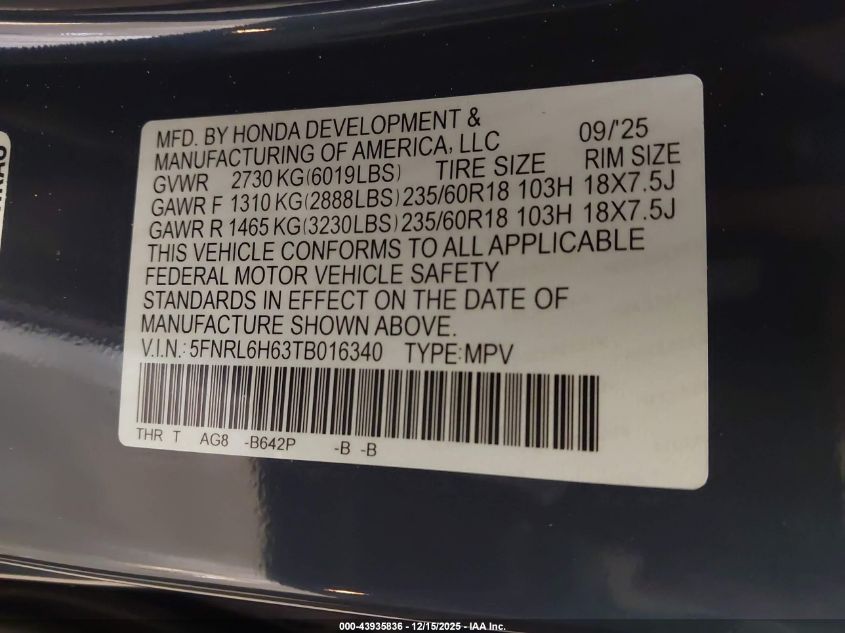 MFD. BY HONDA DEVELOPMENT & 09/'25
MANUFACTURING OF AMERICA, LLC
GVWR 2730 KG(6019LBS) TIRE SIZE RIM SIZE
GAWR F 1310 KG(2888LBS) 235/60R18 103H 18X7.5J
GAWR R 1465 KG(3230LBS) 235/60R18 103H 18X7.5J
THIS VEHICLE CONFORMS TO ALL APPLICABLE
FEDERAL MOTOR VEHICLE SAFETY
STANDARDS IN EFFECT ON THE DATE OF
MANUFACTURE SHOWN ABOVE.
V.I.N.: 5FNRL6H63TB016340 TYPE:MPV
THR T AG8 -B642P -B -B
000-43935836 - 12/15/2025 - IAA Inc.